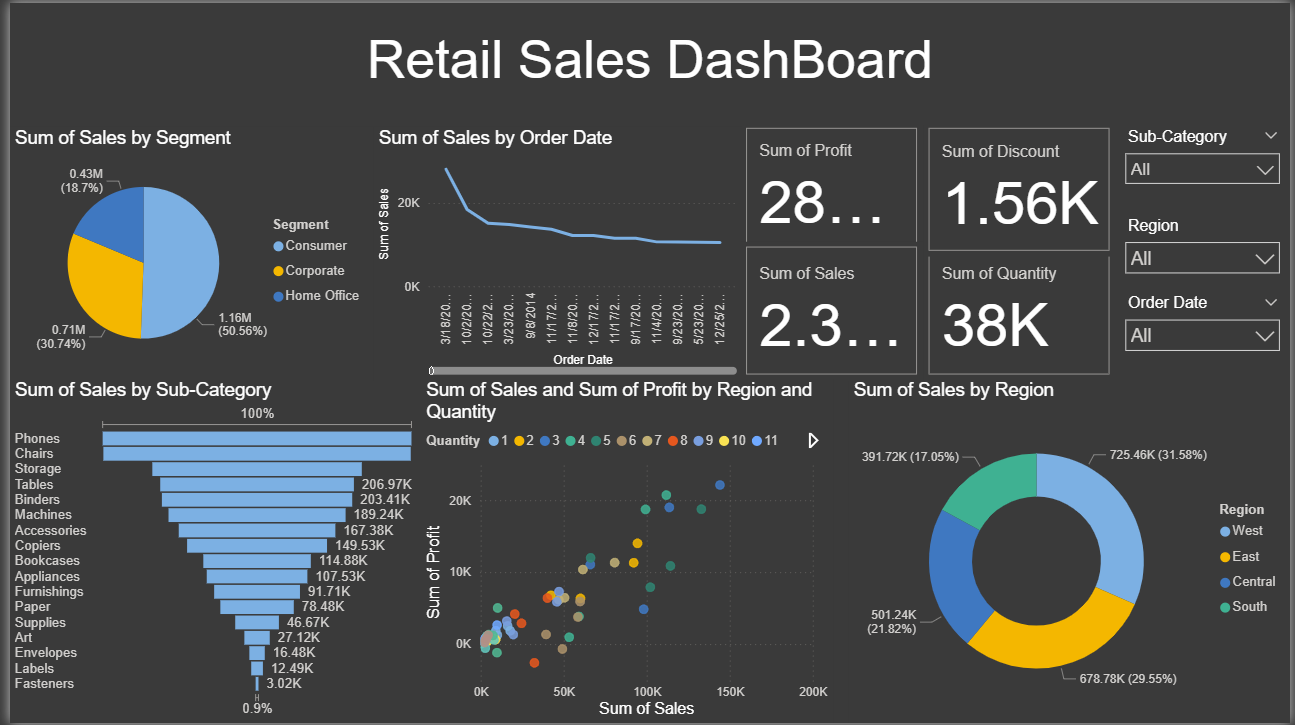 Retail Sales DashBoard
Sum of Sales by Segment
0.43M
(18.7%)
0.71M
(30.74%)
1.16M
(50.56%)
Segment
Consumer
Corporate
Home Office
Sum of Sales by Order Date
Sum of Sales
20K
0K
3/18/20...
10/2/20...
10/22/2...
3/23/20...
9/8/2014
11/17/2...
11/8/20...
12/17/2...
11/17/2...
9/17/20...
11/4/20...
9/23/20...
5/23/20...
12/25/2...
Order Date
Sum of Profit
28...
Sum of Discount
1.56K
Sum of Sales
2.3...
Sum of Quantity
38K
Sub-Category
All
Region
All
Order Date
All
Sum of Sales by Sub-Category
100%
Phones
Chairs
Storage
Tables 206.97K
Binders 203.41K
Machines 189.24K
Accessories 167.38K
Copiers 149.53K
Bookcases 114.88K
Appliances 107.53K
Furnishings 91.71K
Paper 78.48K
Supplies 46.67K
Art 27.12K
Envelopes 16.48K
Labels 12.49K
Fasteners 3.02K
0.9%
Sum of Sales and Sum of Profit by Region and
Quantity
Quantity 1 2 3 4 5 6 7 8 9 10 11
Sum of Profit
20K
10K
0K
0K 50K 100K 150K 200K
Sum of Sales
Sum of Sales by Region
391.72K (17.05%)
725.46K (31.58%)
501.24K
(21.82%)
678.78K (29.55%)
Region
West
East
Central
South